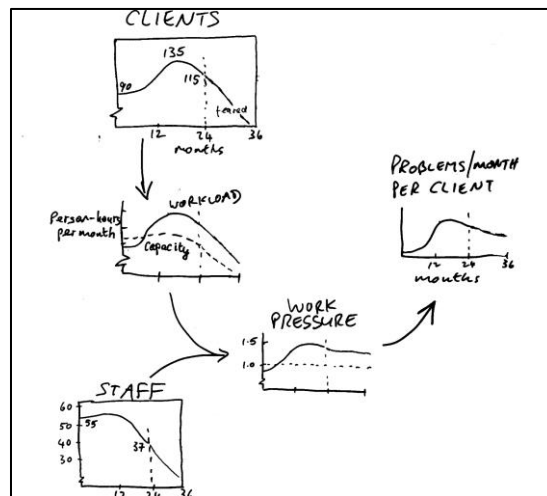 CLIENTS
135
90
115
feared
12 24 36
months
WORKLOAD
Person-hours
per month
Capacity
PROBLEMS/MONTH
PER CLIENT
12 24 36
months
WORK
PRESSURE
1.5
1.0
STAFF
60
55
50
40
37
30
12 24 36